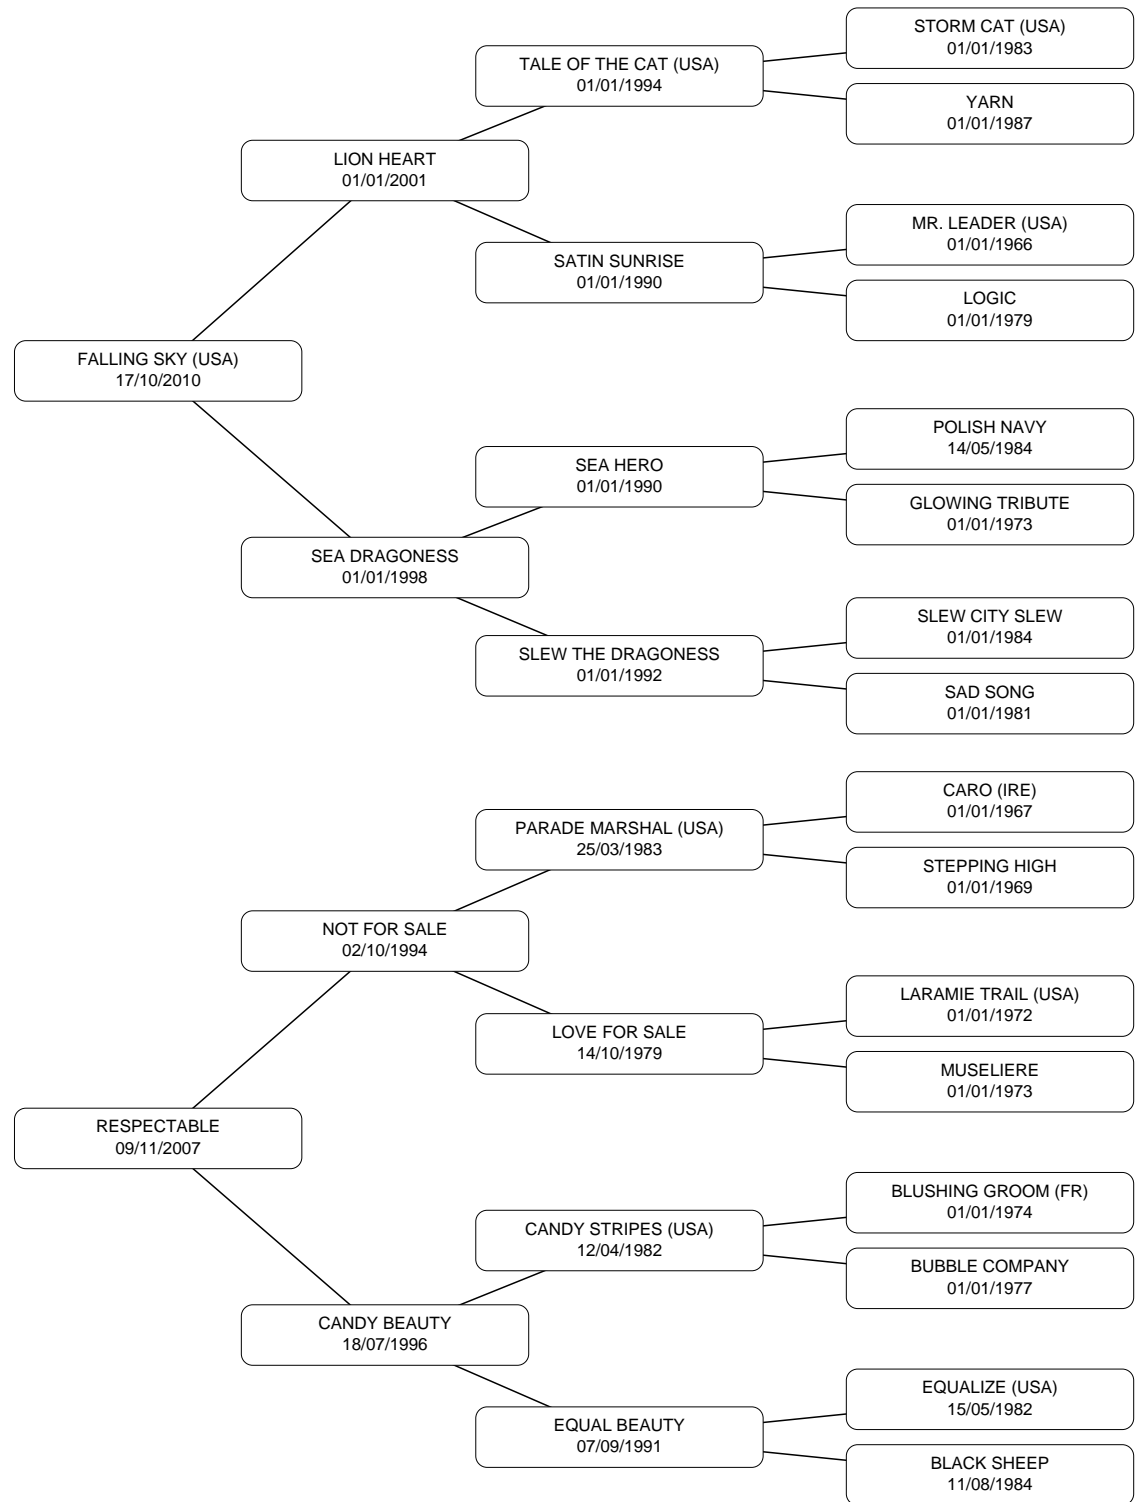 STORM CAT (USA)
01/01/1983
TALE OF THE CAT (USA)
01/01/1994
YARN
01/01/1987
LION HEART
01/01/2001
MR. LEADER (USA)
01/01/1966
SATIN SUNRISE
01/01/1990
LOGIC
01/01/1979
FALLING SKY (USA)
17/10/2010
POLISH NAVY
14/05/1984
SEA HERO
01/01/1990
GLOWING TRIBUTE
01/01/1973
SEA DRAGONESS
01/01/1998
SLEW CITY SLEW
01/01/1984
SLEW THE DRAGONESS
01/01/1992
SAD SONG
01/01/1981
CARO (IRE)
01/01/1967
PARADE MARSHAL (USA)
25/03/1983
STEPPING HIGH
01/01/1969
NOT FOR SALE
02/10/1994
LARAMIE TRAIL (USA)
01/01/1972
LOVE FOR SALE
14/10/1979
MUSELIERE
01/01/1973
RESPECTABLE
09/11/2007
BLUSHING GROOM (FR)
01/01/1974
CANDY STRIPES (USA)
12/04/1982
BUBBLE COMPANY
01/01/1977
CANDY BEAUTY
18/07/1996
EQUALIZE (USA)
15/05/1982
EQUAL BEAUTY
07/09/1991
BLACK SHEEP
11/08/1984